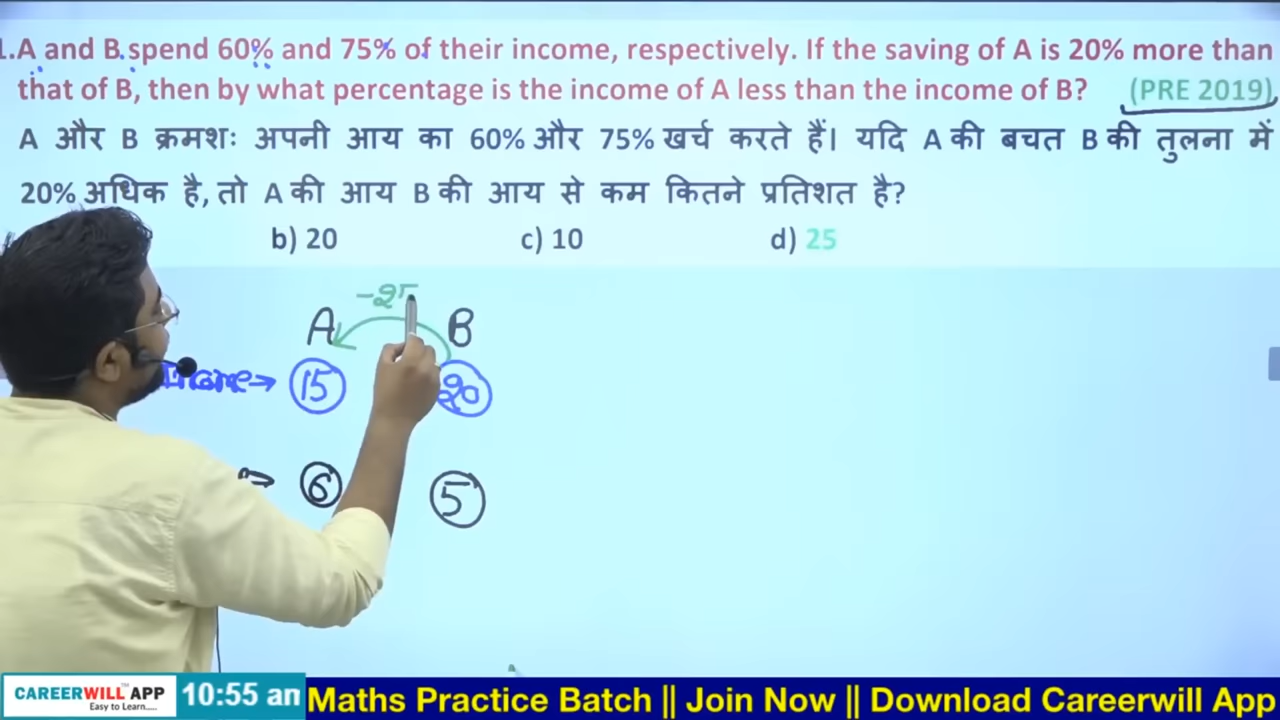 1.A and B spend 60% and 75% of their income, respectively. If the saving of A is 20% more than
that of B, then by what percentage is the income of A less than the income of B? (PRE 2019)
A और B क्रमशः अपनी आय का 60% और 75% खर्च करते हैं। यदि A की बचत B की तुलना में
20% अधिक है, तो A की आय B की आय से कम कितने प्रतिशत है?
b) 20 c) 10 d) 25
-25
A B
Income → 15 20
6 5
CAREERWILL APP
Easy to Learn.....
10:55 am
Maths Practice Batch || Join Now || Download Careerwill App